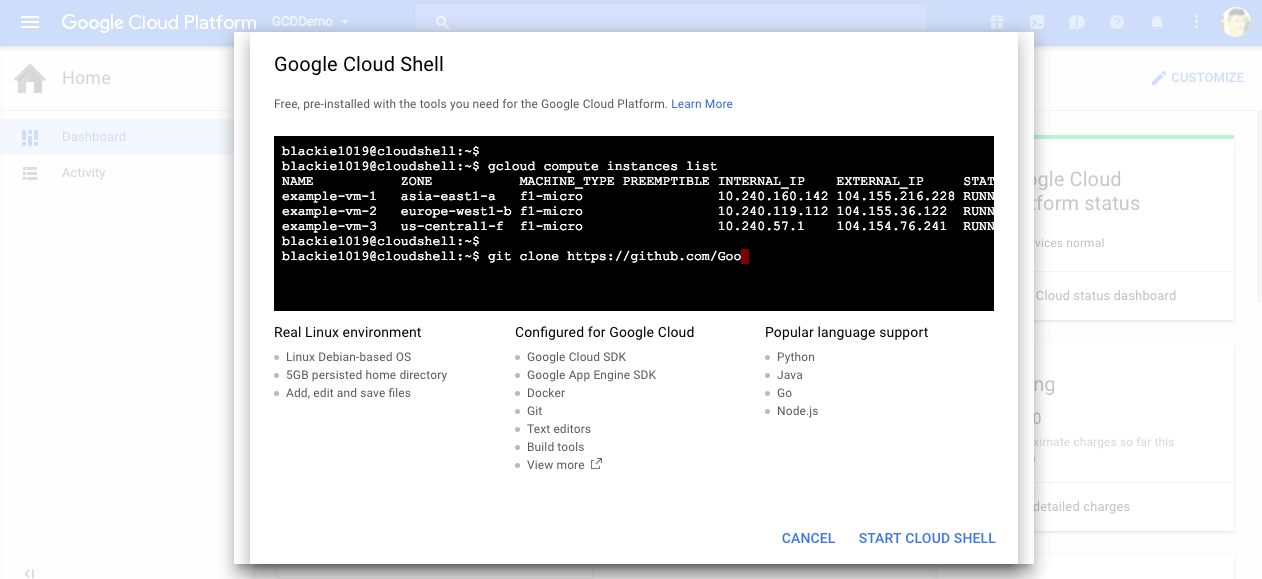 Google Cloud Platform GCDDemo
Home
CUSTOMIZE
Dashboard
Activity
Google Cloud Shell
Free, pre-installed with the tools you need for the Google Cloud Platform. Learn More
blackie1019@cloudshell:~$
blackie1019@cloudshell:~$ gcloud compute instances list
NAME ZONE MACHINE_TYPE PREEMPTIBLE INTERNAL_IP EXTERNAL_IP STAT
example-vm-1 asia-east1-a f1-micro 10.240.160.142 104.155.216.228 RUNN
example-vm-2 europe-west1-b f1-micro 10.240.119.112 104.155.36.122 RUNN
example-vm-3 us-central1-f f1-micro 10.240.57.1 104.154.76.241 RUNN
blackie1019@cloudshell:~$
blackie1019@cloudshell:~$ git clone https://github.com/Goo
Real Linux environment
Linux Debian-based OS
5GB persisted home directory
Add, edit and save files
Configured for Google Cloud
Google Cloud SDK
Google App Engine SDK
Docker
Git
Text editors
Build tools
View more
Popular language support
Python
Java
Go
Node.js
CANCEL START CLOUD SHELL
Cloud
status
normal
Cloud status dashboard
charges so far this
detailed charges